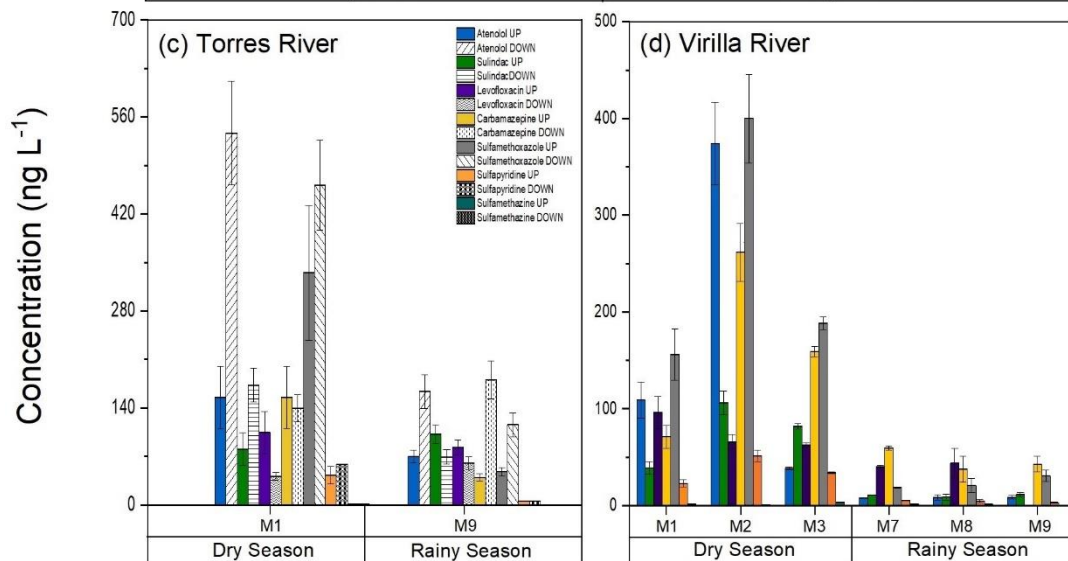 Concentration (ng L-1)
(c) Torres River
700
560
420
280
140
0
Atenolol UP
Atenolol DOWN
Sulindac UP
SulindacDOWN
Levofloxacin UP
Levofloxacin DOWN
Carbamazepine UP
Carbamazepine DOWN
Sulfamethoxazole UP
Sulfamethoxazole DOWN
Sulfapyridine UP
Sulfapyridine DOWN
Sulfamethazine UP
Sulfamethazine DOWN
M1 M9
Dry Season Rainy Season
(d) Virilla River
500
400
300
200
100
0
M1 M2 M3 M7 M8 M9
Dry Season Rainy Season